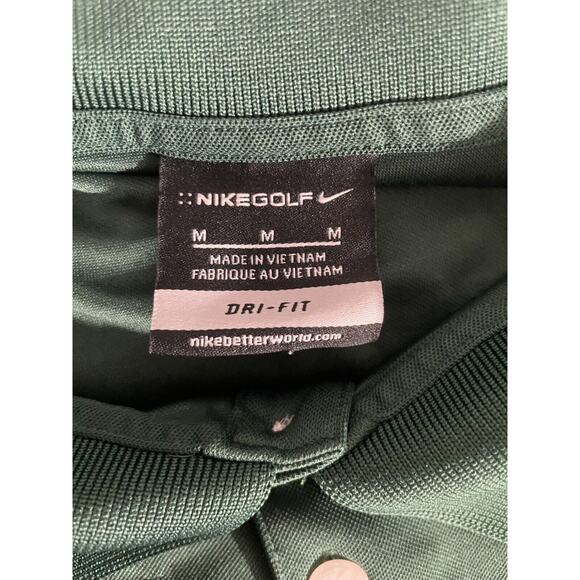 NIKEGOLF
M M M
MADE IN VIETNAM
FABRIQUE AU VIETNAM
DRI-FIT
nikebetterworld.com